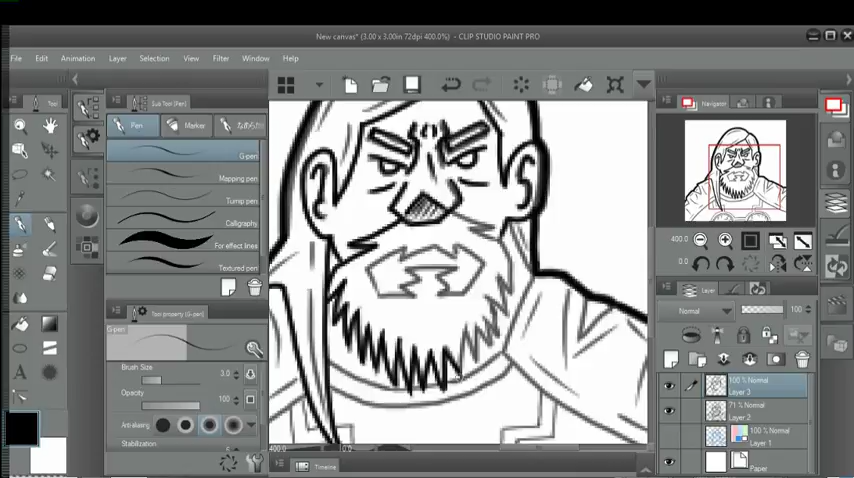 New canvas* (3.00 x 3.00in 72dpi 400.0%) - CLIP STUDIO PAINT PRO
File Edit Animation Layer Selection View Filter Window Help
Tool
Sub Tool (Pen)
Navigator
Pen
Marker
G-pen
Mapping pen
Turnip pen
Calligraphy
For effect lines
Textured pen
400.0
0.0
Layer
Normal
100
Tool property (G-pen)
G-pen
Brush Size 3.0
Opacity 100
Anti-aliasing
Stabilization
100 % Normal
Layer 3
71 % Normal
Layer 2
100 % Normal
Layer 1
Paper
400.0
0.0
Timeline